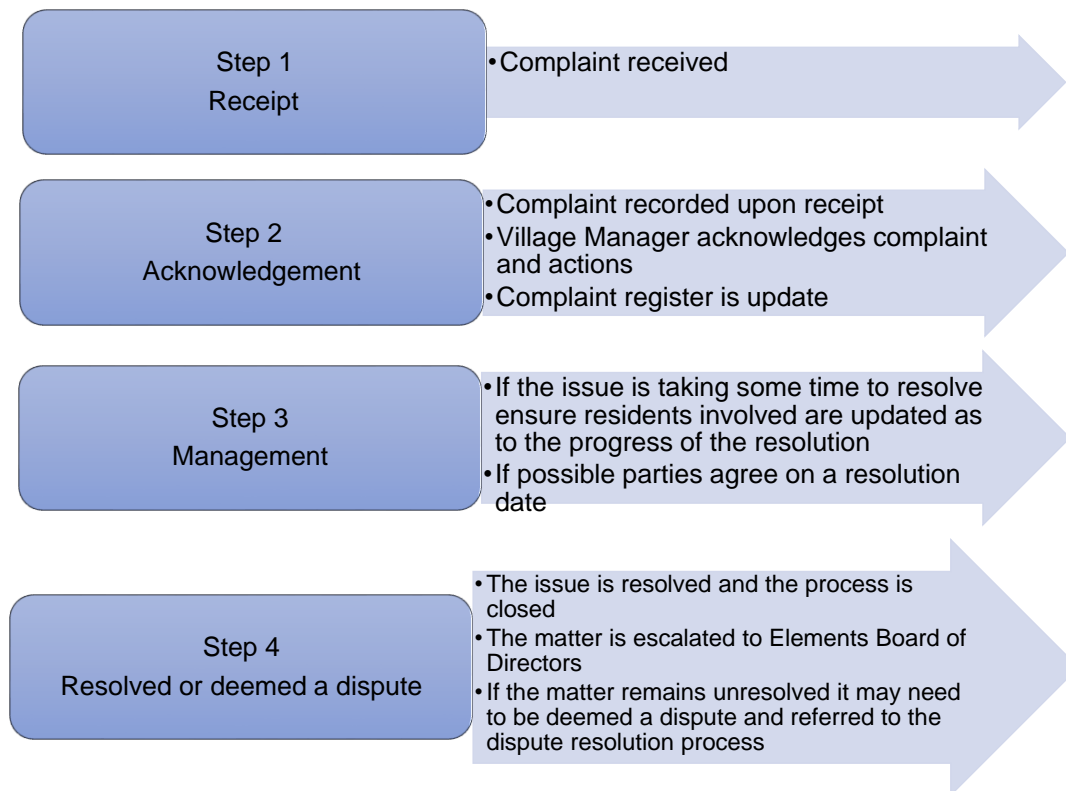 Step 1
Receipt
•Complaint received
Step 2
Acknowledgement
•Complaint recorded upon receipt
•Village Manager acknowledges complaint
and actions
•Complaint register is update
Step 3
Management
•If the issue is taking some time to resolve
ensure residents involved are updated as
to the progress of the resolution
•If possible parties agree on a resolution
date
Step 4
Resolved or deemed a dispute
•The issue is resolved and the process is
closed
•The matter is escalated to Elements Board of
Directors
•If the matter remains unresolved it may need
to be deemed a dispute and referred to the
dispute resolution process